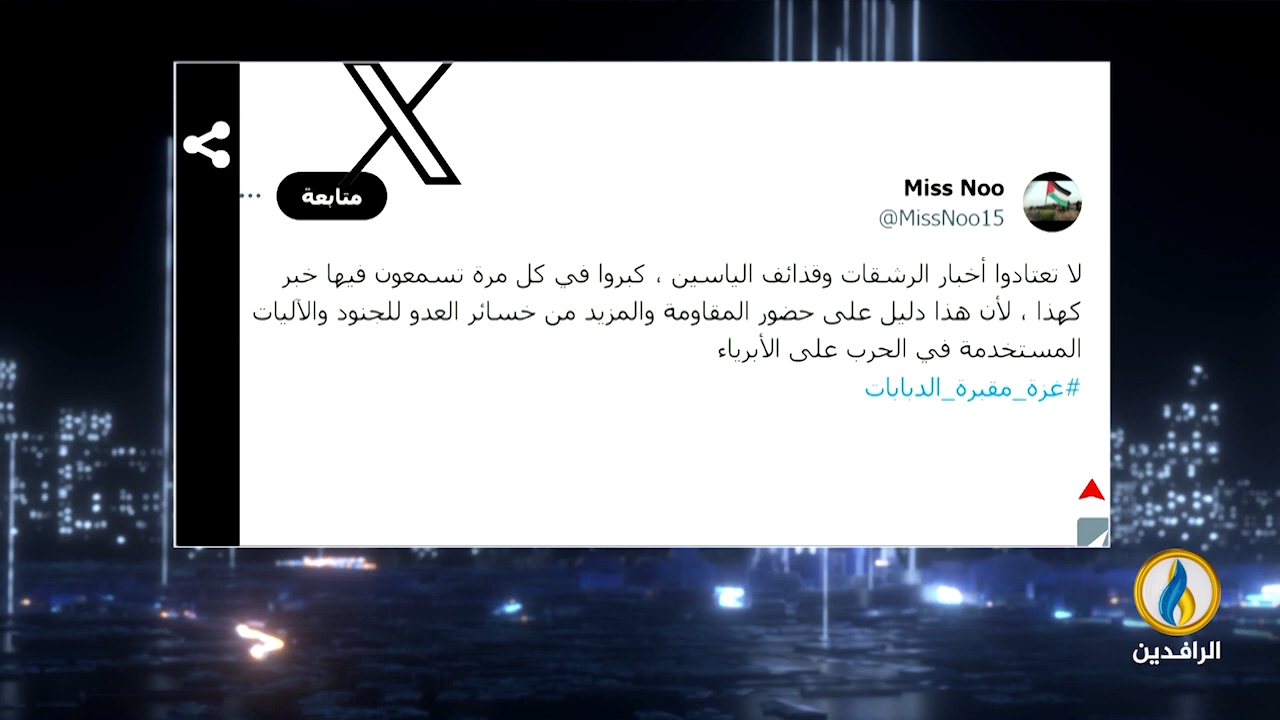 Miss Noo
@MissNoo15
متابعة
لا تعتادوا أخبار الرشقات وقذائف الياسين ، كبروا في كل مرة تسمعون فيها خبر
كهذا ، لأن هذا دليل على حضور المقاومة والمزيد من خسائر العدو للجنود والآليات
المستخدمة في الحرب على الأبرياء
#غزة_مقبرة_الدبابات
الرافدين